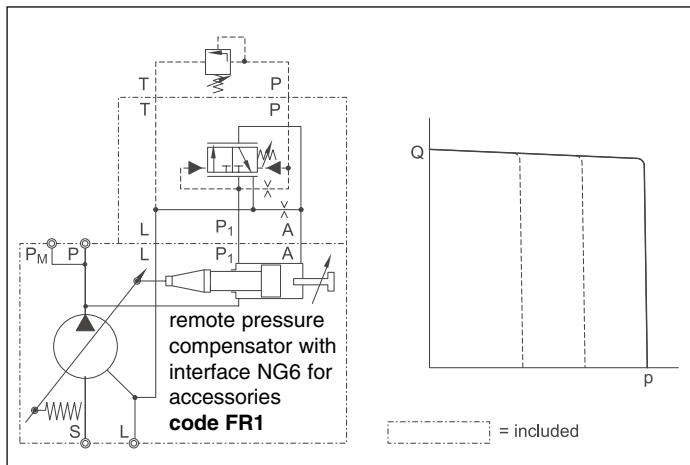 T P
T P
L P1 A
L P1 A
PM P
remote pressure
compensator with
interface NG6 for
accessories
code FR1
S L
Q
p
= included